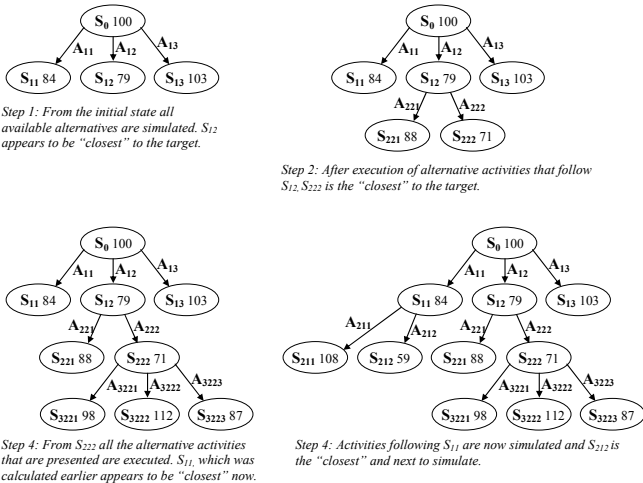 S0 100
A11 A12 A13
S11 84 S12 79 S13 103
Step 1: From the initial state all
available alternatives are simulated. S12
appears to be “closest” to the target.
S0 100
A11 A12 A13
S11 84 S12 79 S13 103
A221 A222
S221 88 S222 71
Step 2: After execution of alternative activities that follow
S12, S222 is the “closest” to the target.
S0 100
A11 A12 A13
S11 84 S12 79 S13 103
A221 A222
S221 88 S222 71
A3221 A3222 A3223
S3221 98 S3222 112 S3223 87
Step 4: From S222 all the alternative activities
that are presented are executed. S11, which was
calculated earlier appears to be “closest” now.
S0 100
A11 A12 A13
S11 84 S12 79 S13 103
A211 A212 A221 A222
S211 108 S212 59 S221 88 S222 71
A3221 A3222 A3223
S3221 98 S3222 112 S3223 87
Step 4: Activities following S11 are now simulated and S212 is
the “closest” and next to simulate.